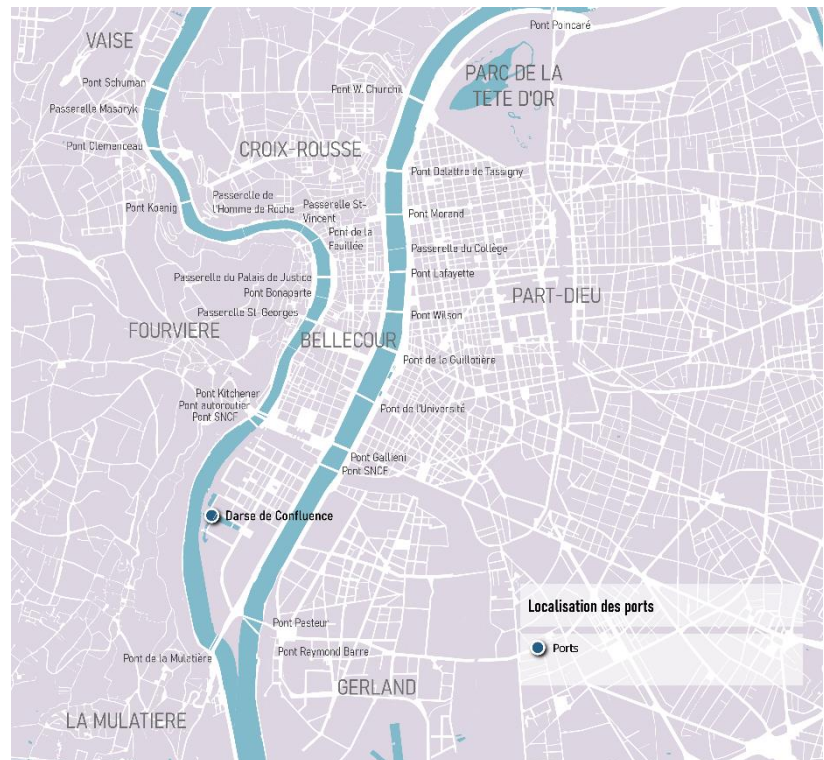 Pont Poincaré
VAISE
PARC DE LA
TETE D'OR
Pont Schuman
Pont W. Churchil
Passerelle Masaryk
Pont Clemenceau
CROIX-ROUSSE
Pont Delattre de Tassigny
Passerelle de
l'Homme de Roche
Pont Koenig
Passerelle St-
Vincent
Pont Morand
Pont de la
Feuillée
Passerelle du Collège
Passerelle du Palais de Justice
Pont Lafayette
Pont Bonaparte
PART-DIEU
Passerelle St-Georges
Pont Wilson
FOURVIERE
BELLECOUR
Pont de la Guillotière
Pont Kitchener
Pont autoroutier
Pont SNCF
Pont de l'Université
Pont Gallieni
Pont SNCF
Darse de Confluence
Localisation des ports
Ports
Pont Pasteur
Pont de la Mulatière
Pont Raymond Barre
GERLAND
LA MULATIERE